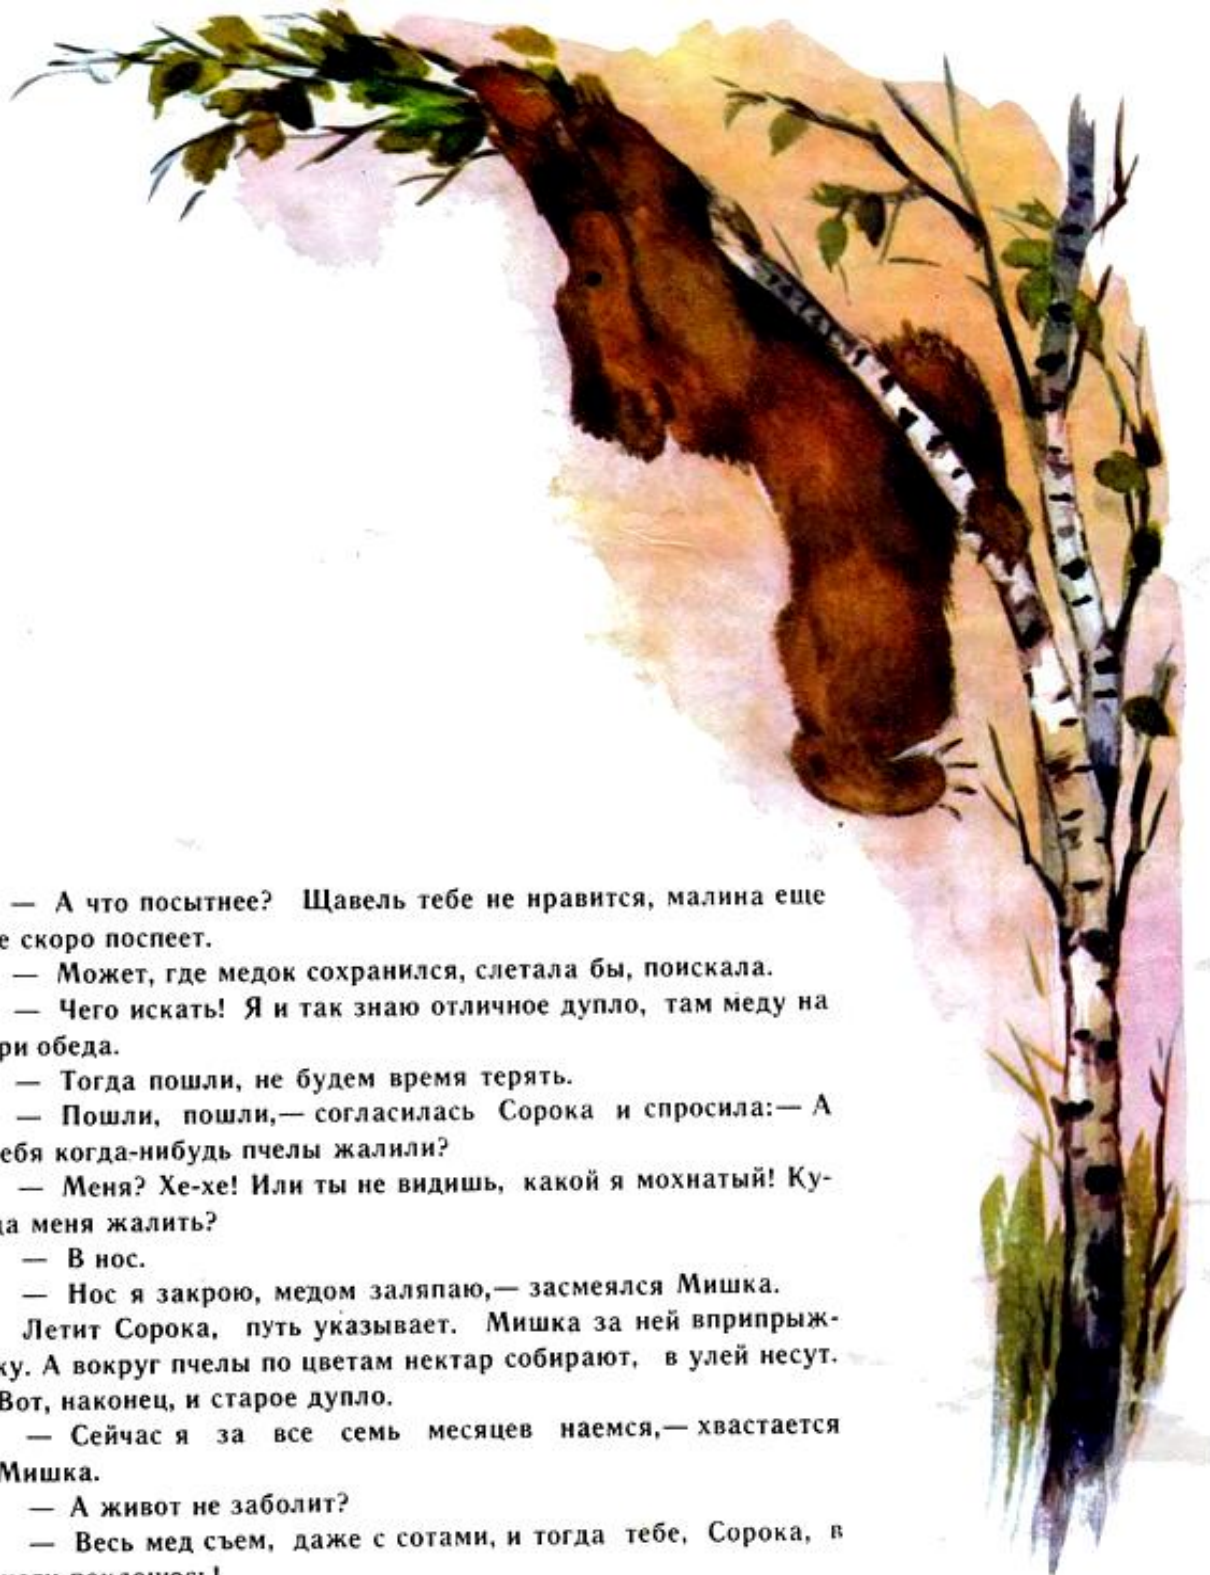 — А что посытнее? Щавель тебе не нравится, малина еще
е скоро поспеет.
— Может, где медок сохранился, слетала бы, поискала.
— Чего искать! Я и так знаю отличное дупло, там меду на
ри обеда.
— Тогда пошли, не будем время терять.
— Пошли, пошли,— согласилась Сорока и спросила:— А
ебя когда-нибудь пчелы жалили?
— Меня? Хе-хе! Или ты не видишь, какой я мохнатый! Ку-
да меня жалить?
— В нос.
— Нос я закрою, медом заляпаю,— засмеялся Мишка.
Летит Сорока, путь указывает. Мишка за ней вприпрыж-
ку. А вокруг пчелы по цветам нектар собирают, в улей несут.
Вот, наконец, и старое дупло.
— Сейчас я за все семь месяцев наемся,— хвастается
Мишка.
— А живот не заболит?
— Весь мед съем, даже с сотами, и тогда тебе, Сорока, в